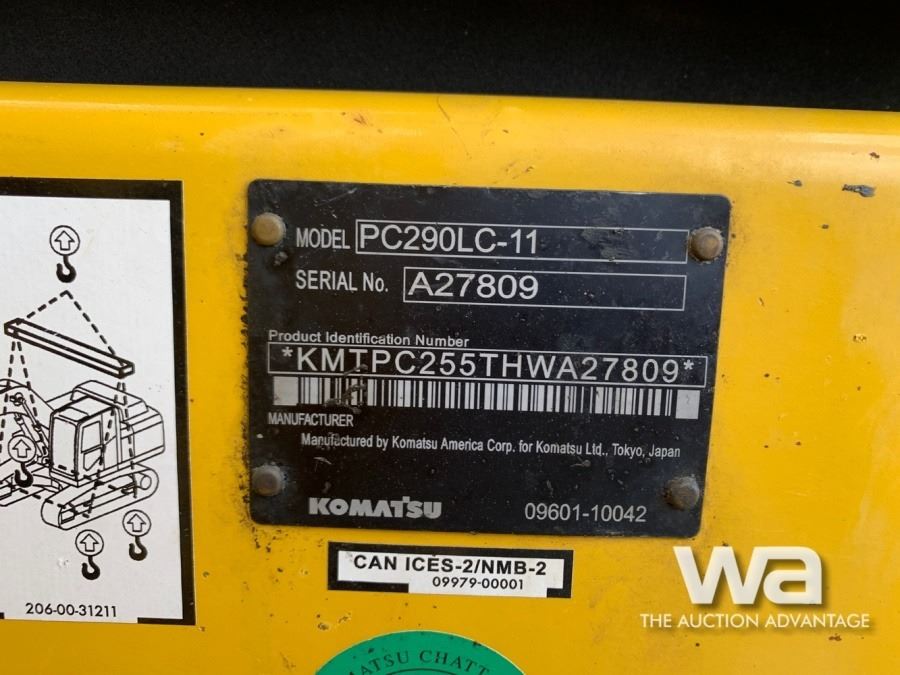 MODEL PC290LC-11
SERIAL No. A27809
Product Identification Number
*KMTPC255THWA27809*
MANUFACTURER
Manufactured by Komatsu America Corp. for Komatsu Ltd., Tokyo, Japan
KOMATSU 09601-10042
CAN ICES-2/NMB-2
09979-00001
206-00-31211
wa
THE AUCTION ADVANTAGE